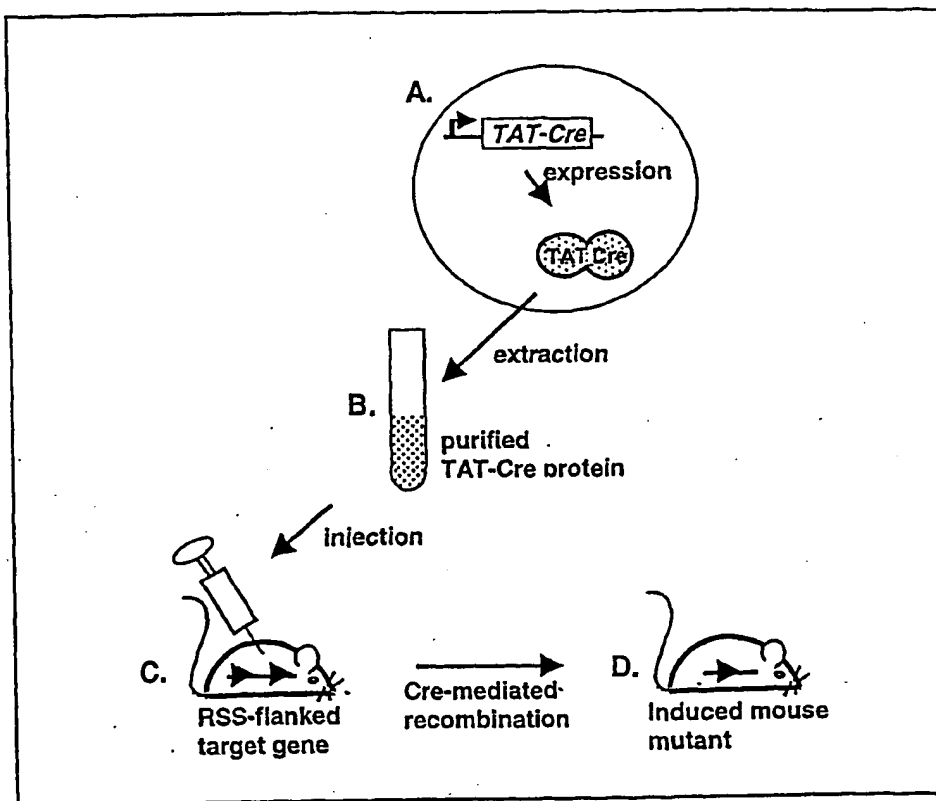 A.
TAT-Cre
expression
TAT Cre
extraction
B.
purified
TAT-Cre protein
injection
C.
RSS-flanked
target gene
Cre-mediated-
recombination
D.
Induced mouse
mutant